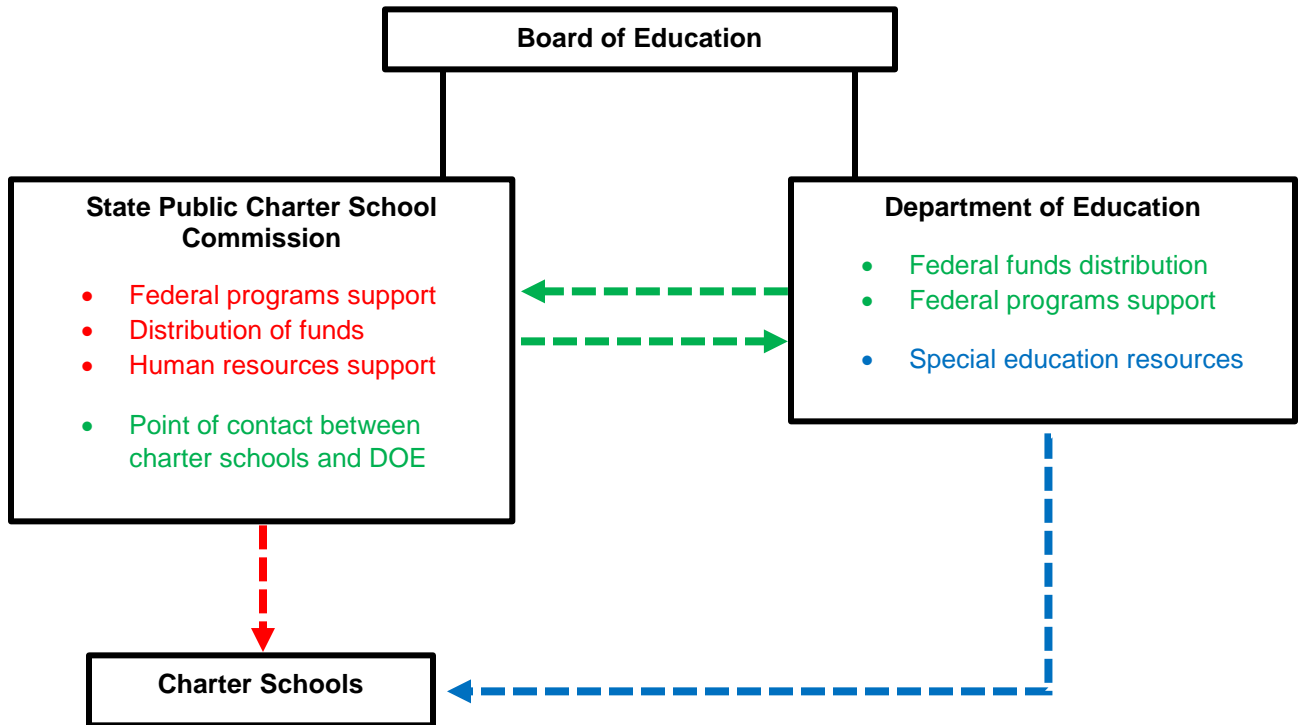 Board of Education
State Public Charter School
Commission
• Federal programs support
• Distribution of funds
• Human resources support
• Point of contact between
charter schools and DOE
Department of Education
• Federal funds distribution
• Federal programs support
• Special education resources
Charter Schools